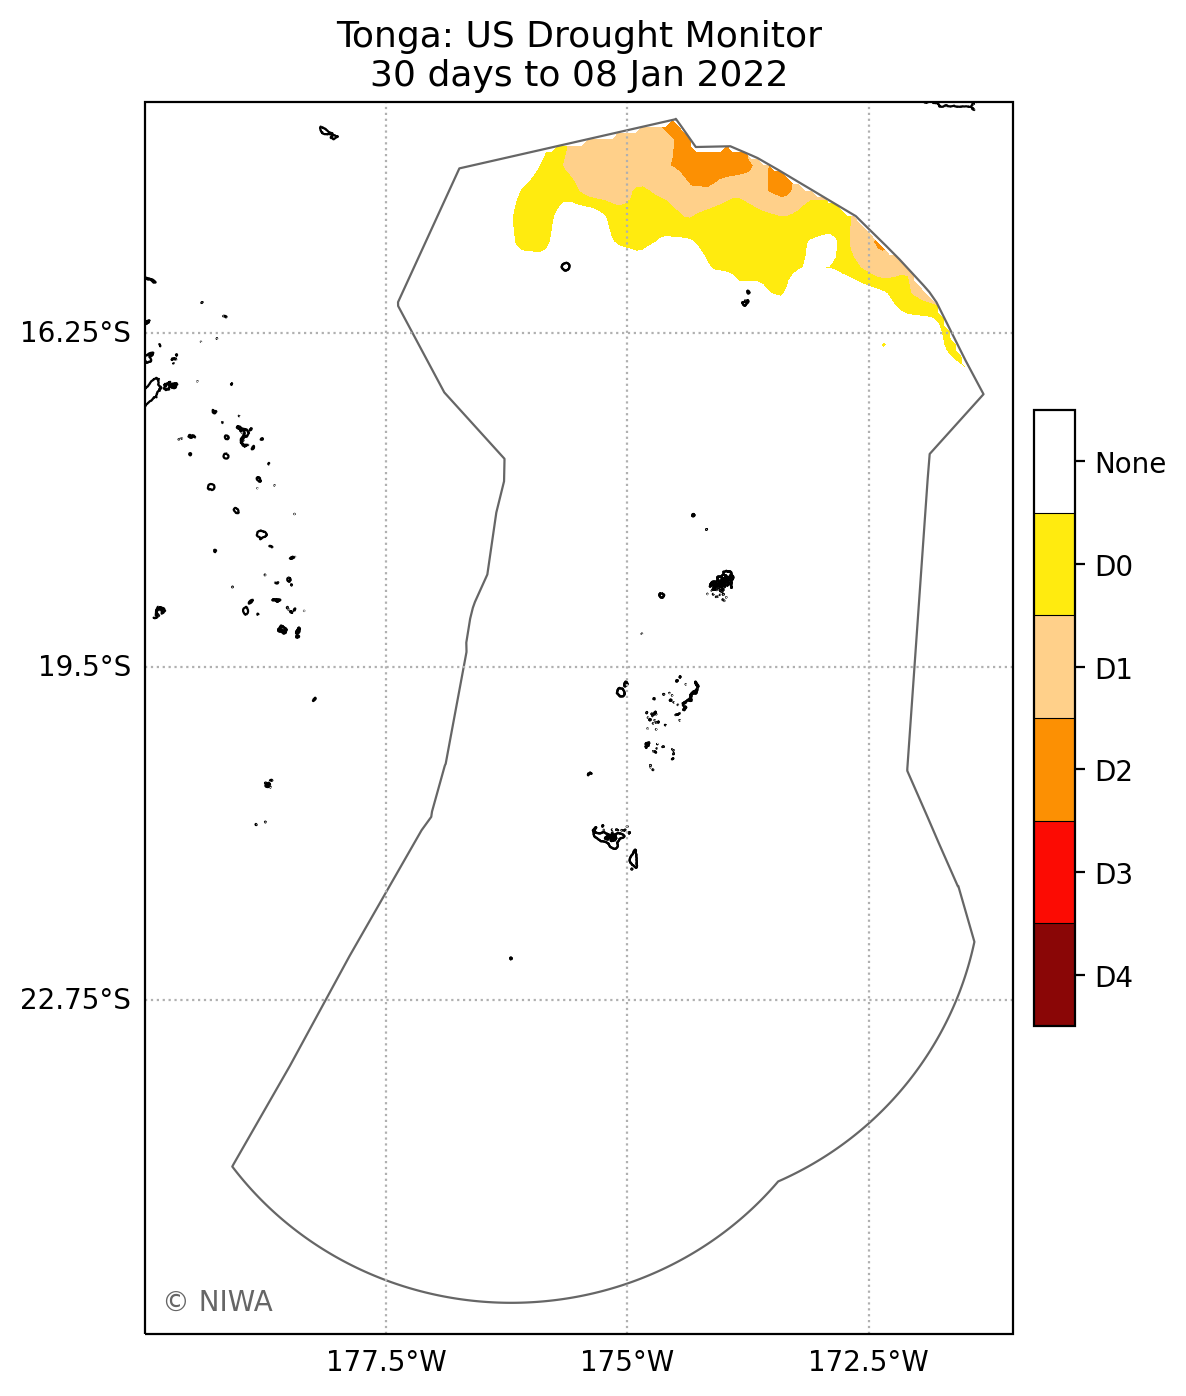 Tonga: US Drought Monitor
30 days to 08 Jan 2022
16.25°S
19.5°S
22.75°S
177.5°W
175°W
172.5°W
None
D0
D1
D2
D3
D4
© NIWA